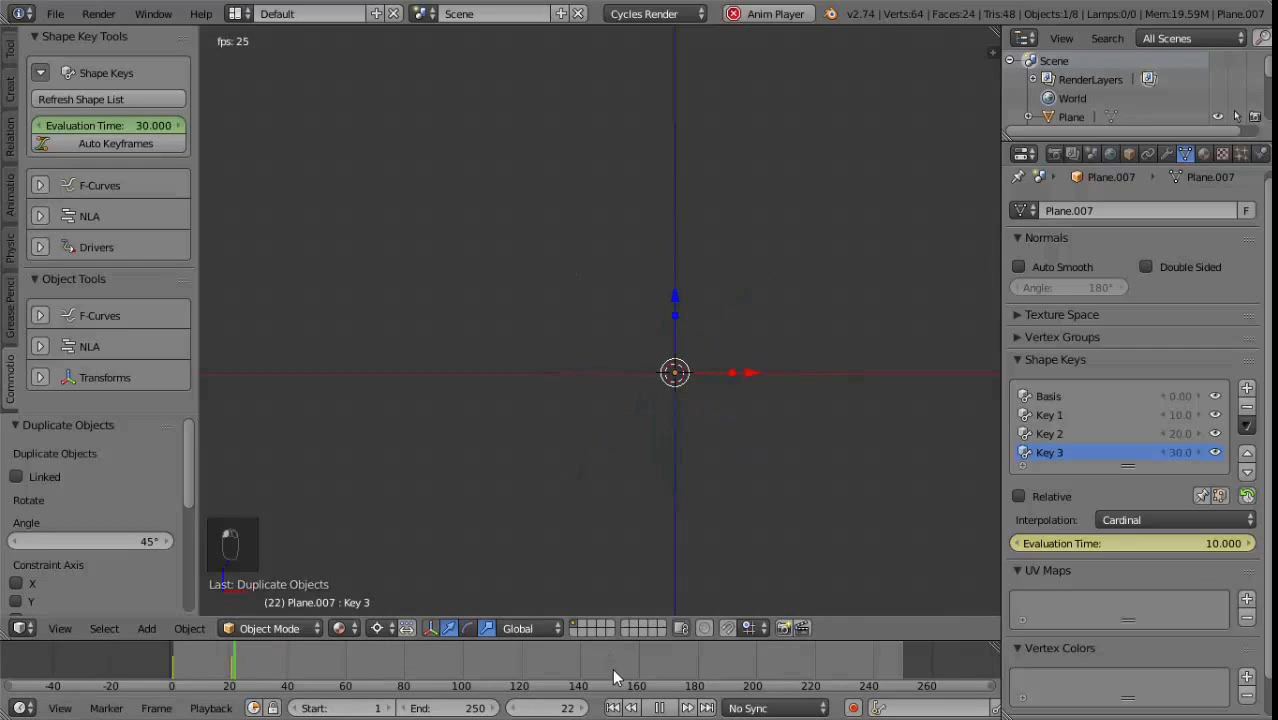 File Render Window Help Default Scene Cycles Render Anim Player v2.74 | Verts:64 | Faces:24 | Tris:48 | Objects:1/8 | Lamps:0/0 | Mem:19.59M | Plane.007
Shape Key Tools
Shape Keys
Refresh Shape List
Evaluation Time: 30.000
Auto Keyframes
F-Curves
NLA
Drivers
Object Tools
F-Curves
NLA
Transforms
Duplicate Objects
Duplicate Objects
Linked
Rotate
Angle
45°
Constraint Axis
X
Y
Tool
Creat
Relation
Animatio
Physic
Grease Penci
Commotio
fps: 25
Last: Duplicate Objects
(22) Plane.007 : Key 3
View Select Add Object Object Mode Global
-40 -20 0 20 40 60 80 100 120 140 160 180 200 220 240 260
View Marker Frame Playback Start: 1 End: 250 22 No Sync
View Search All Scenes
Scene
RenderLayers
World
Plane
Plane.007 Plane.007
Plane.007 F
Normals
Auto Smooth Double Sided
Angle: 180°
Texture Space
Vertex Groups
Shape Keys
Basis 0.00
Key 1 10.0
Key 2 20.0
Key 3 30.0
Relative
Interpolation: Cardinal
Evaluation Time: 10.000
UV Maps
Vertex Colors